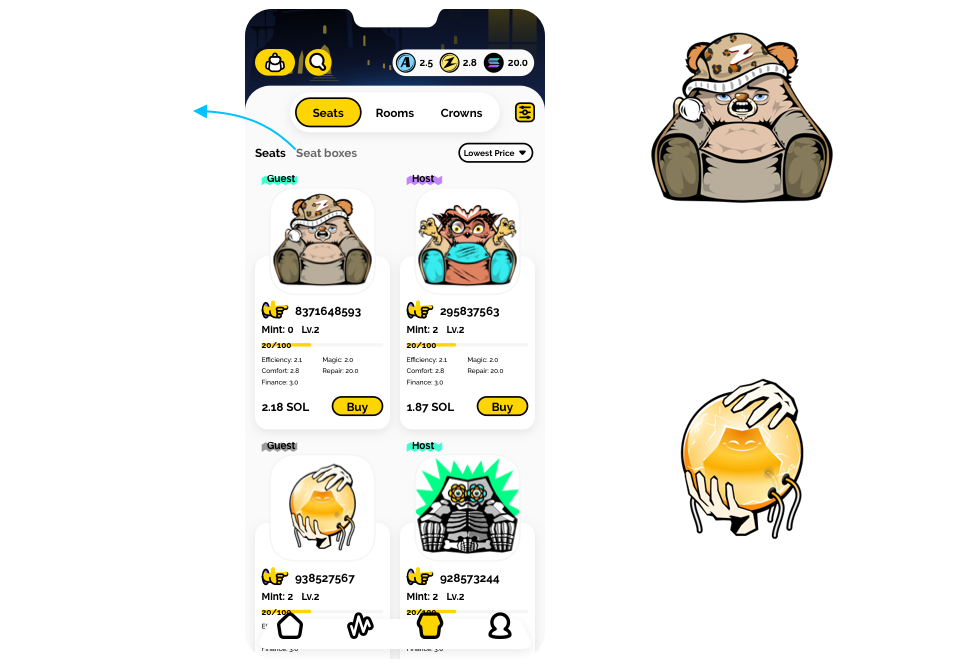 2.5 2.8 20.0
Seats Rooms Crowns
Seats Seat boxes Lowest Price
Guest Host
8371648593 295837563
Mint: 0 Lv.2 Mint: 2 Lv.2
20/100 20/100
Efficiency: 2.1 Magic: 2.0 Efficiency: 2.1 Magic: 2.0
Comfort: 2.8 Repair: 20.0 Comfort: 2.8 Repair: 20.0
Finance: 3.0 Finance: 3.0
2.18 SOL Buy 1.87 SOL Buy
Guest Host
938527567 928573244
Mint: 2 Lv.2 Mint: 2 Lv.2
20/100 20/100